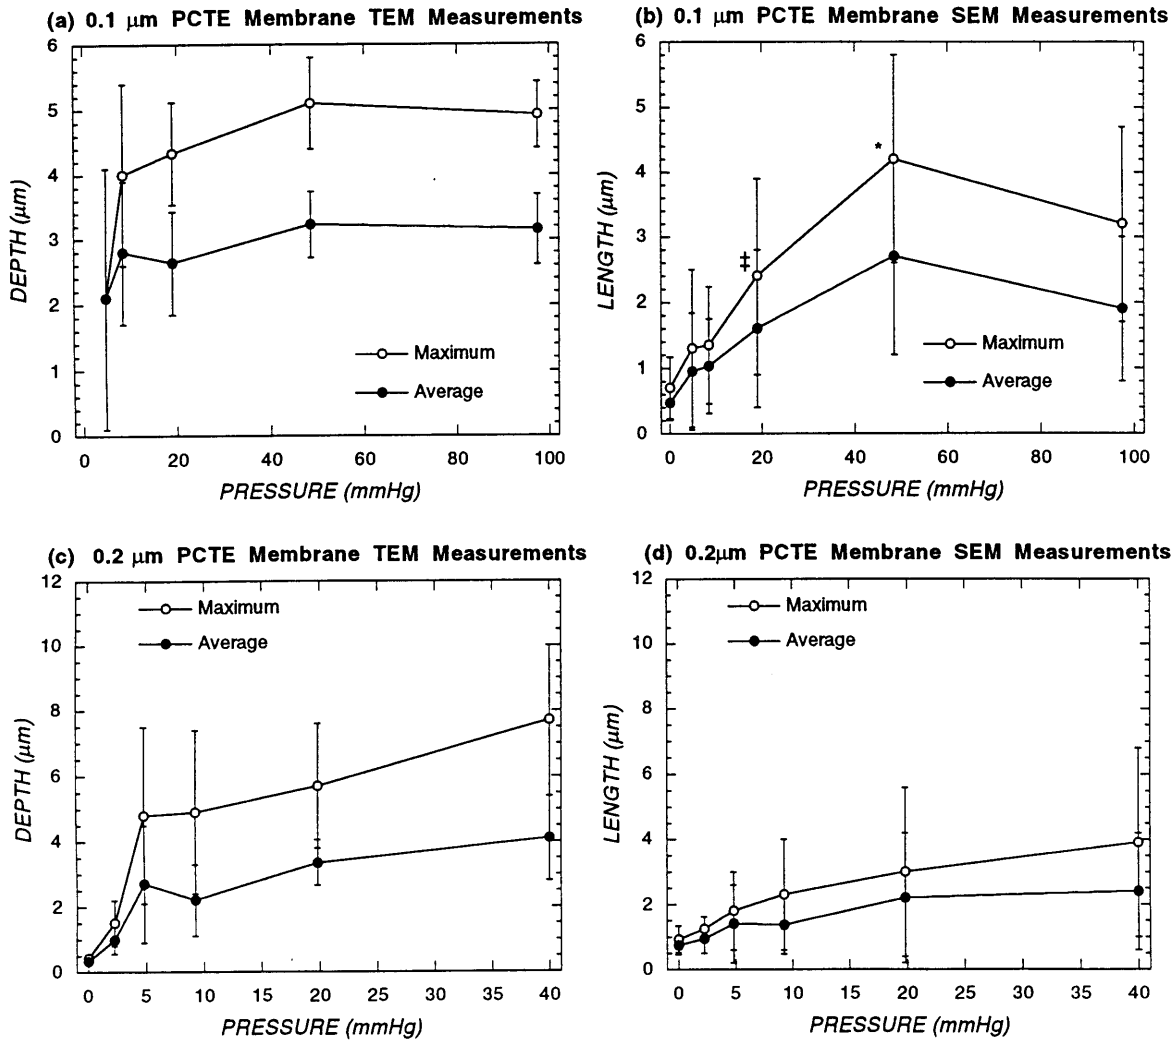 (a) 0.1 μm PCTE Membrane TEM Measurements
6
5
4
3
2
1
0
DEPTH (μm)
Maximum
Average
0 20 40 60 80 100
PRESSURE (mmHg)
(b) 0.1 μm PCTE Membrane SEM Measurements
6
5
4
3
2
1
0
LENGTH (μm)
*
‡
Maximum
Average
0 20 40 60 80 100
PRESSURE (mmHg)
(c) 0.2 μm PCTE Membrane TEM Measurements
12
10
8
6
4
2
0
DEPTH (μm)
Maximum
Average
0 5 10 15 20 25 30 35 40
PRESSURE (mmHg)
(d) 0.2μm PCTE Membrane SEM Measurements
12
10
8
6
4
2
0
LENGTH (μm)
Maximum
Average
0 5 10 15 20 25 30 35 40
PRESSURE (mmHg)